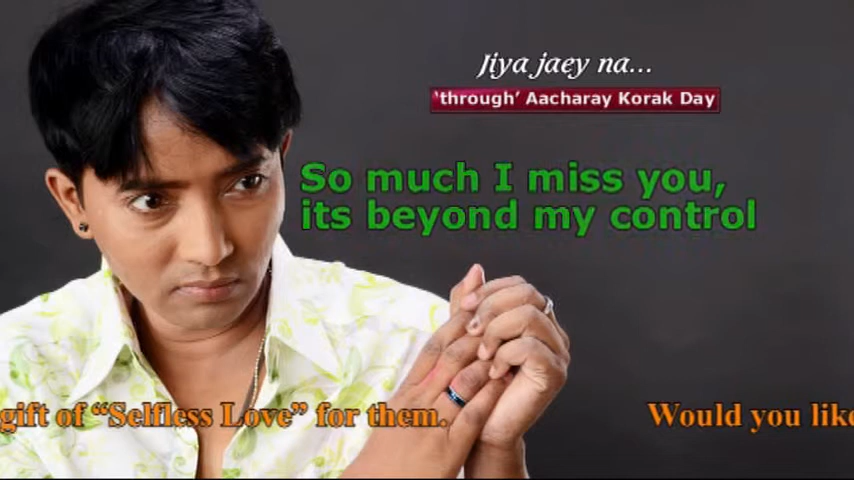 Jiya jaey na...
‘through’ Aacharay Korak Day
So much I miss you,
its beyond my control
gift of “Selfless Love” for them. Would you like